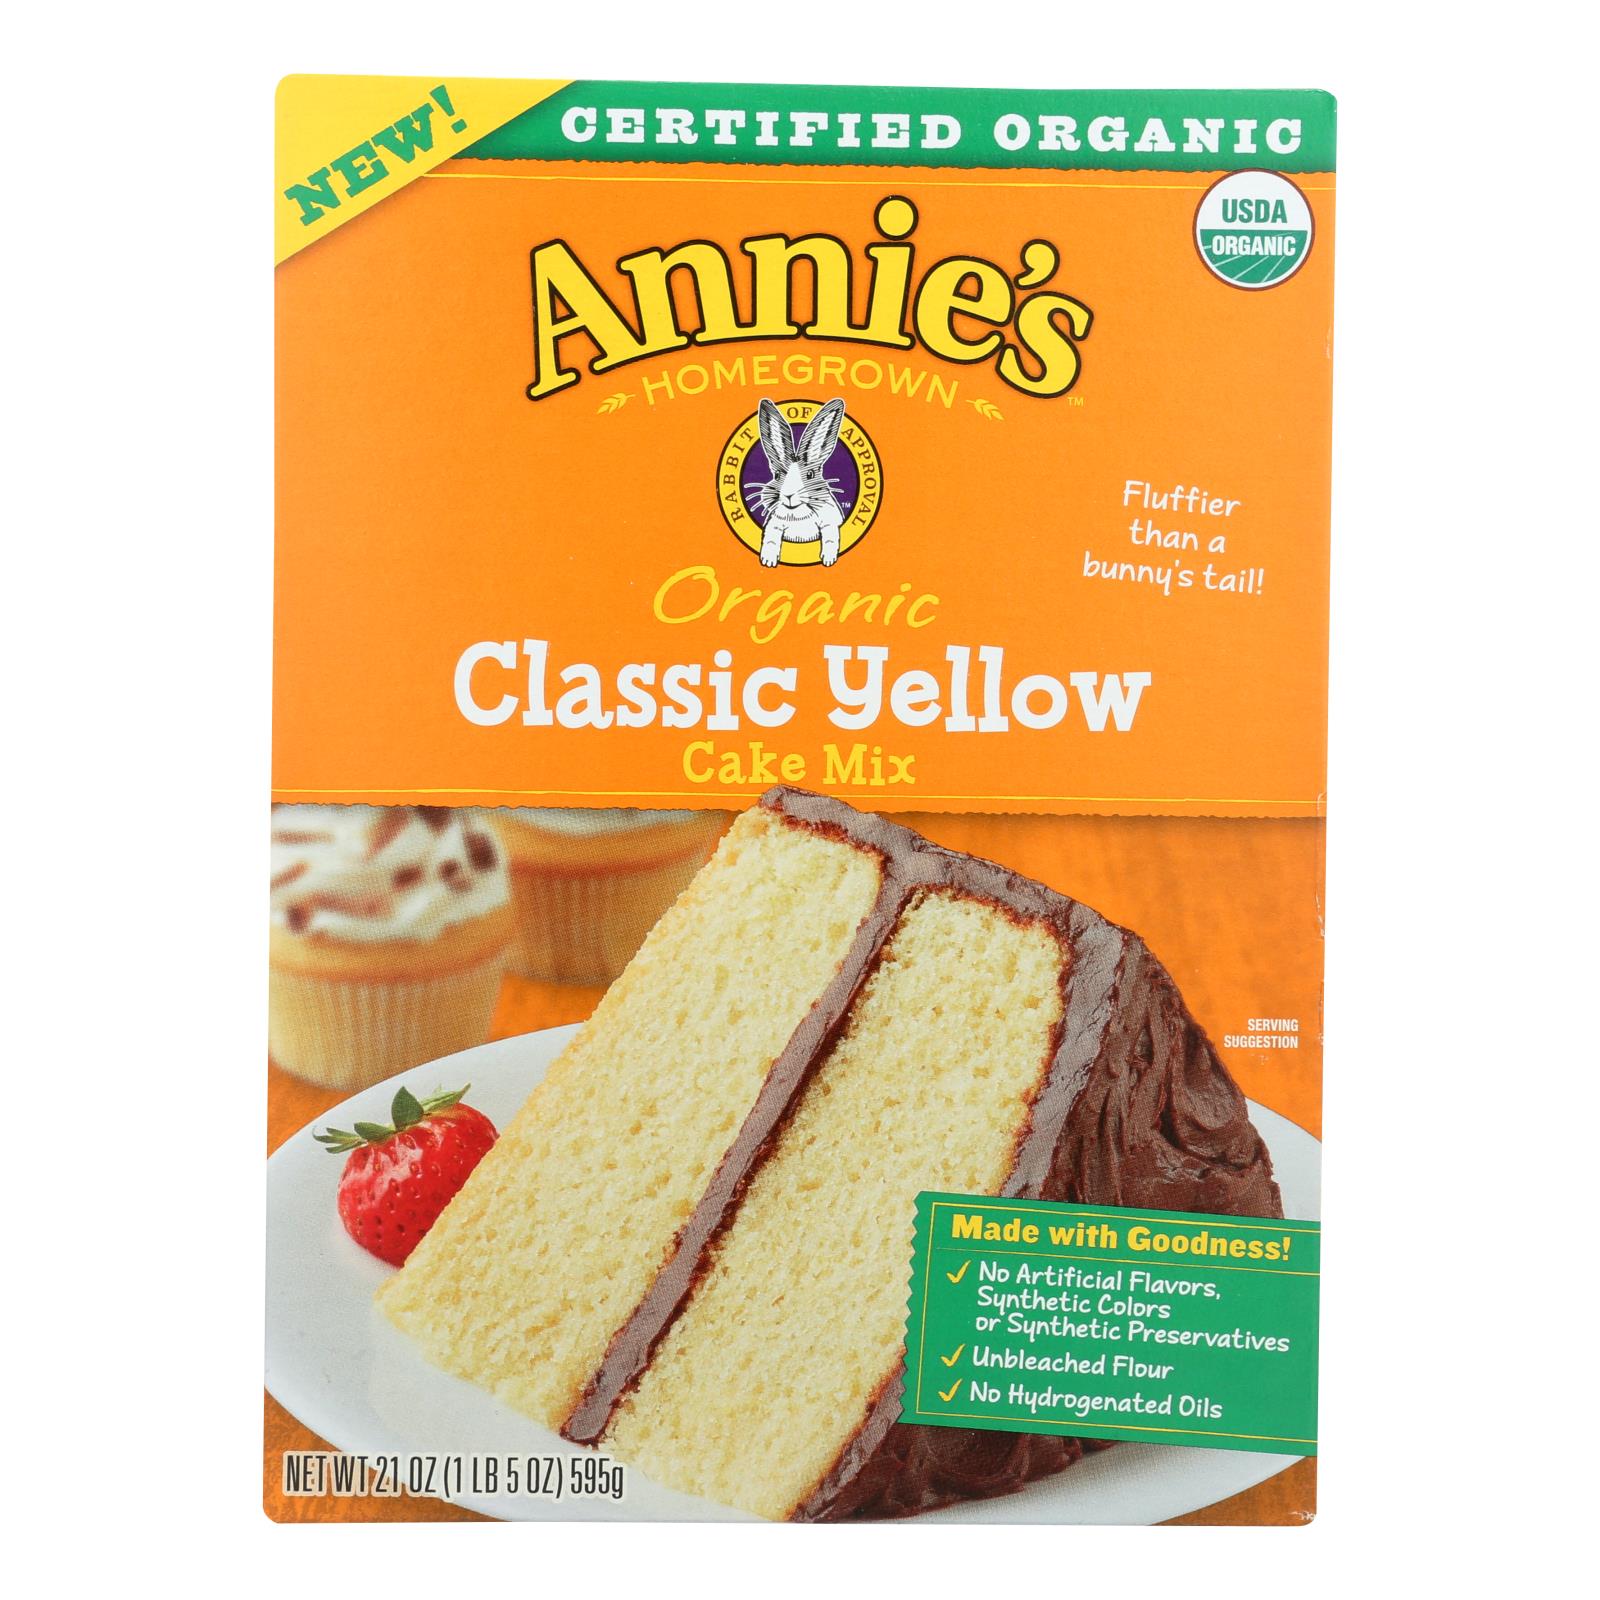 NEW!
CERTIFIED ORGANIC
USDA
ORGANIC
Annie's
HOMEGROWN
TM
RABBIT OF APPROVAL
TM
Fluffier
than a
bunny's tail!
Organic
Classic Yellow
Cake Mix
SERVING
SUGGESTION
Made with Goodness!
✓ No Artificial Flavors,
Synthetic Colors
or Synthetic Preservatives
✓ Unbleached Flour
✓ No Hydrogenated Oils
NET WT 21 OZ (1 LB 5 OZ) 595g